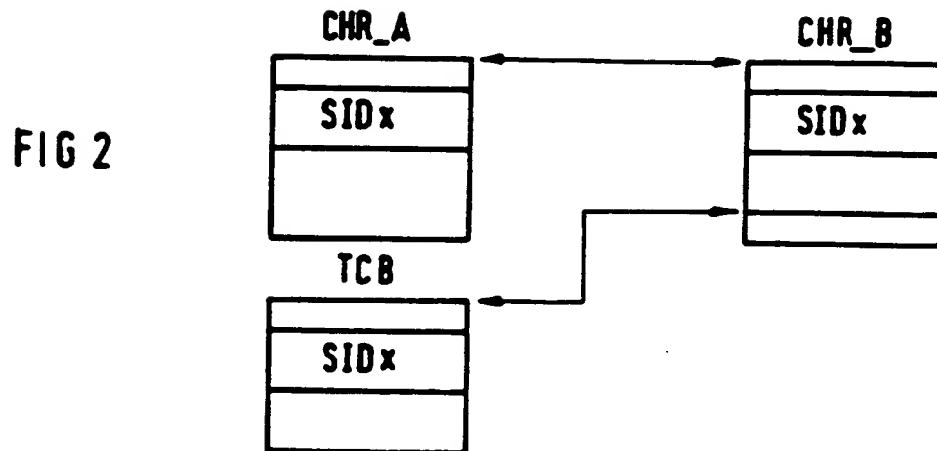 CHR_A
CHR_B
SIDx
SIDx
FIG 2
TCB
SIDx